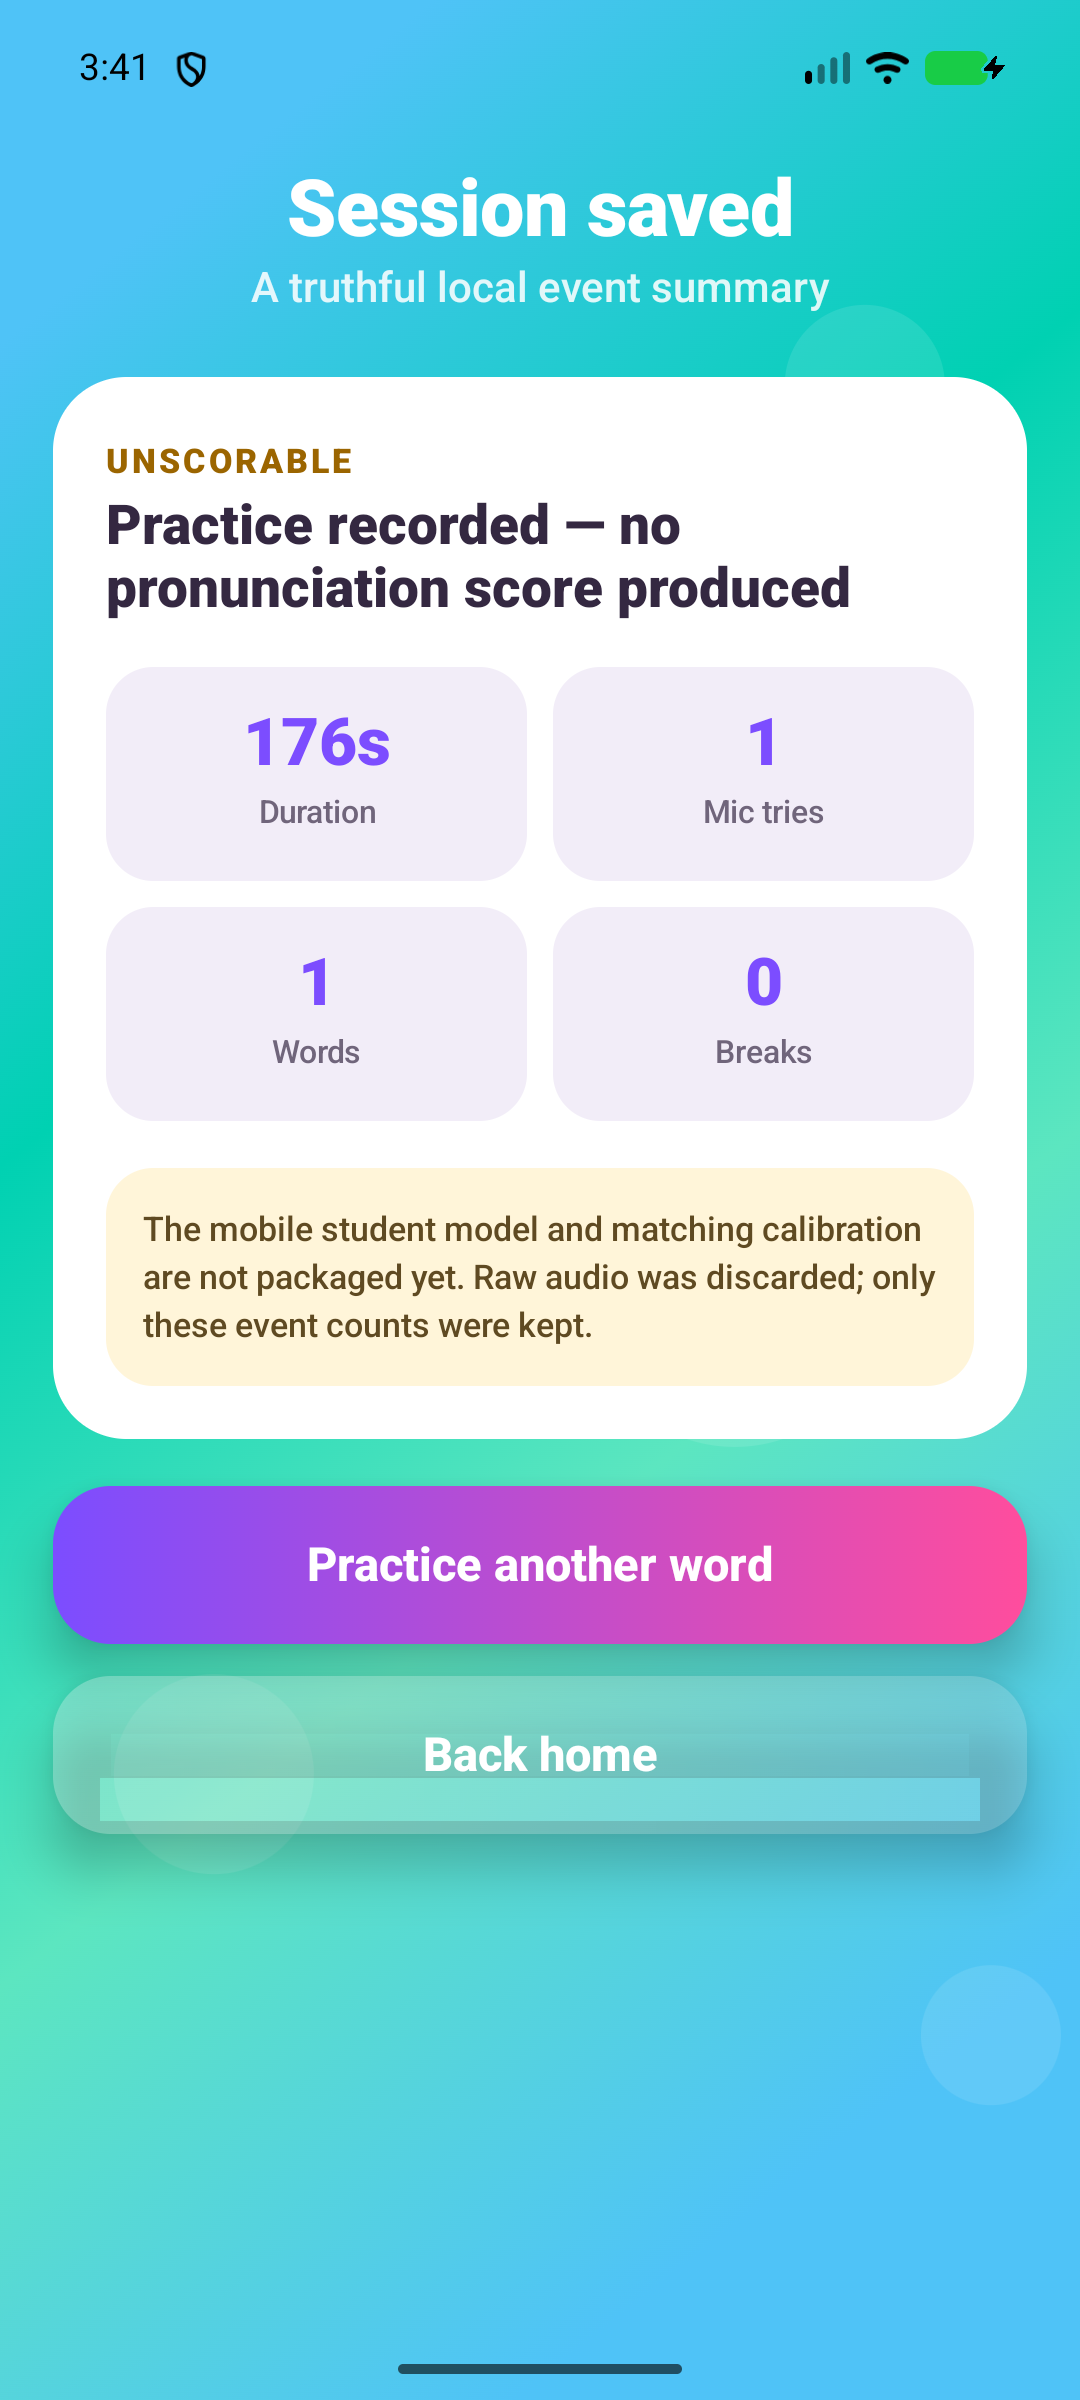 3:41
Session saved
A truthful local event summary
UNSCORABLE
Practice recorded — no
pronunciation score produced
176s
Duration
1
Mic tries
1
Words
0
Breaks
The mobile student model and matching calibration
are not packaged yet. Raw audio was discarded; only
these event counts were kept.
Practice another word
Back home